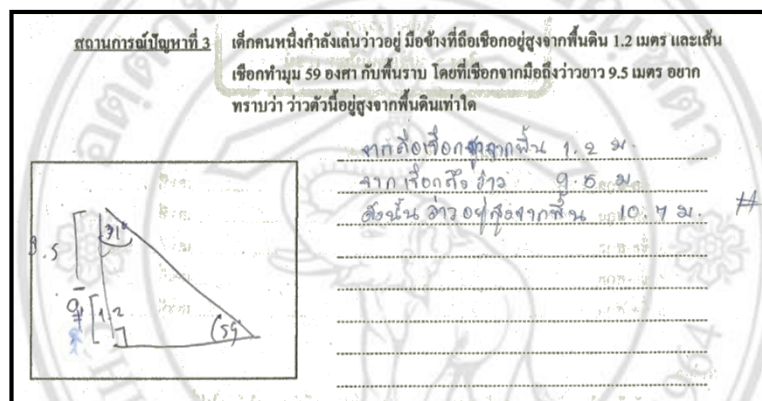 สถานการณ์ปัญหาที่ 3 เด็กคนหนึ่งกำลังเล่นว่าวอยู่ มือข้างที่ถือเชือกอยู่สูงจากพื้นดิน 1.2 เมตร และเส้น
เชือกทำมุม 59 องศา กับพื้นราบ โดยที่เชือกจากมือถึงว่าวยาว 9.5 เมตร อยาก
ทราบว่า ว่าวตัวนี้อยู่สูงจากพื้นดินเท่าใด
จากถือเชือกสูงจากพื้น 1.2 ม.
จากเชือกถึงว่าว 9.5 ม.
ดังนั้น ว่าวอยู่สูงจากพื้น 10.7 ม. #
31°
9.5
1.2
59